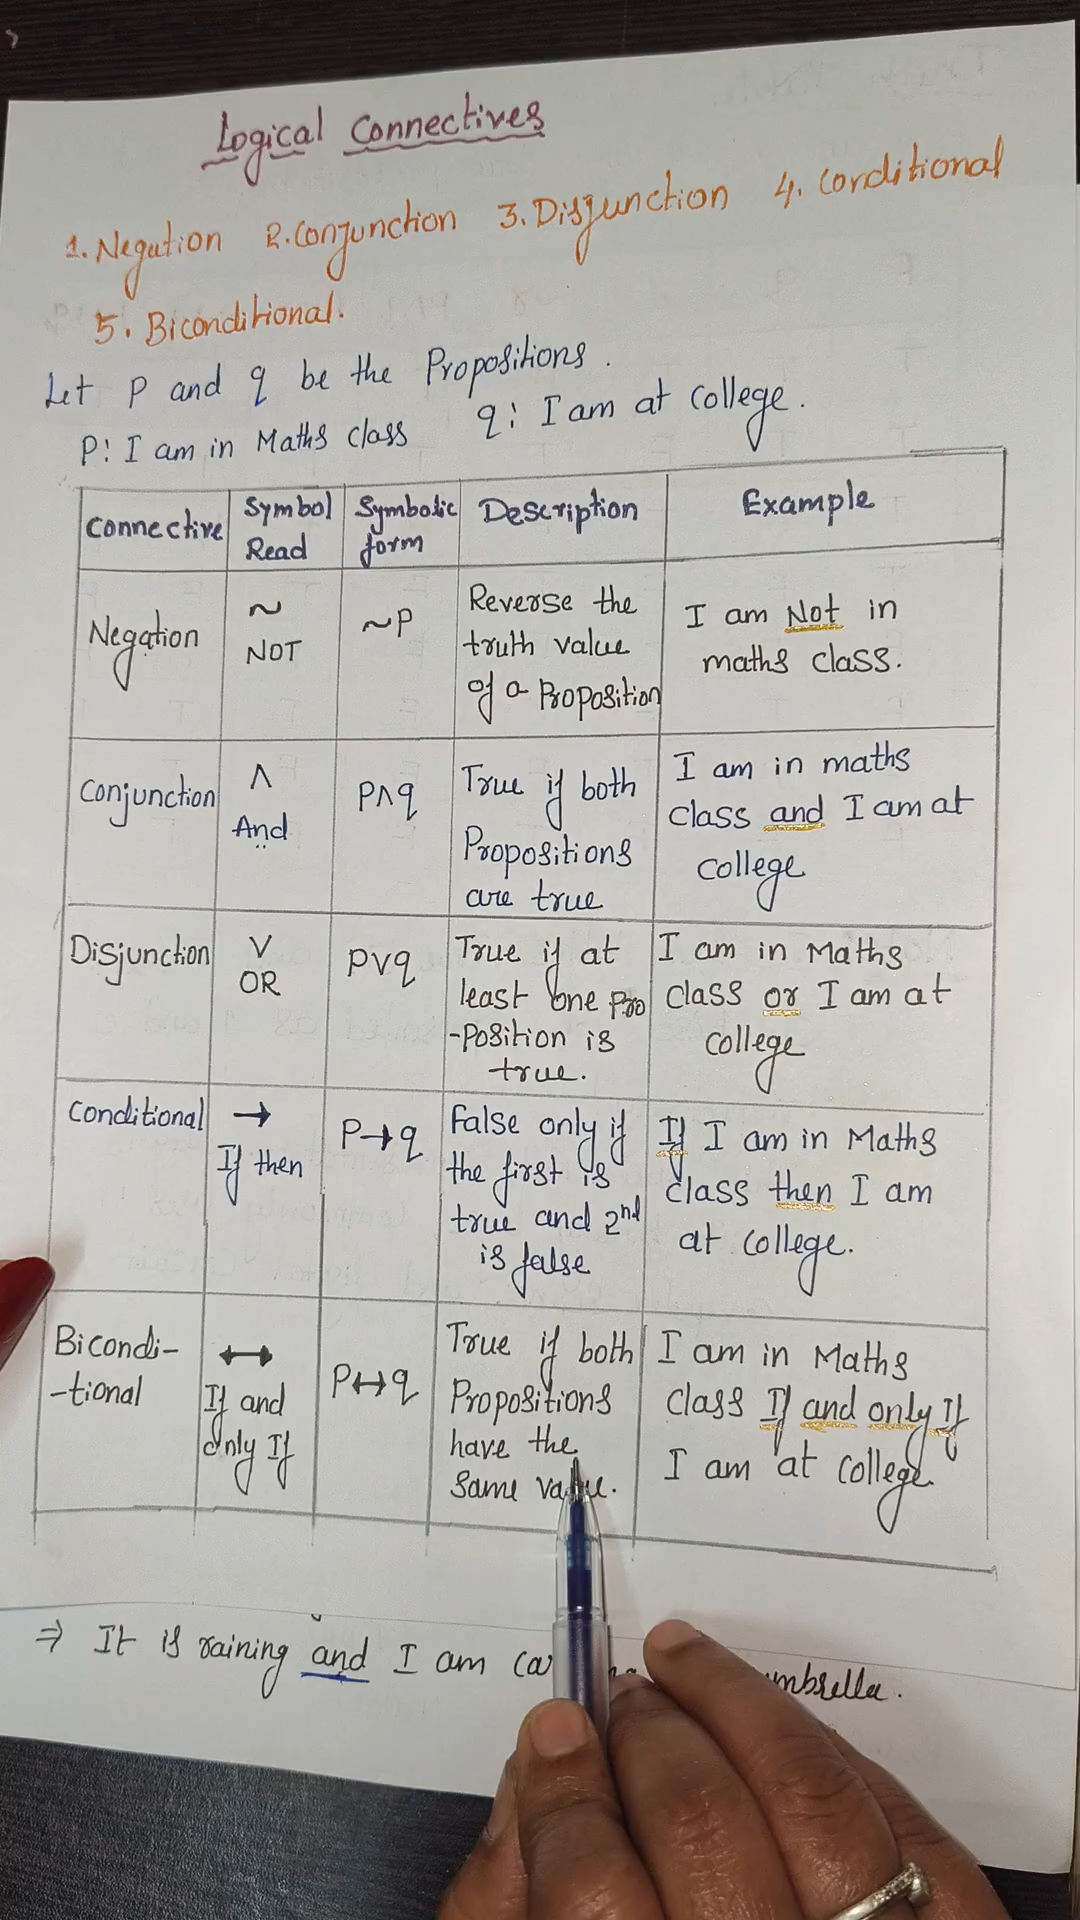 Logical Connectives
1. Negation 2. Conjunction 3. Disjunction 4. Conditional
5. Biconditional.
Let P and q be the Propositions.
P: I am in Maths class q: I am at college.
Connective
Symbol
Read
Symbolic
form
Description
Example
Negation
~
NOT
~P
Reverse the
truth value
of a Proposition
I am Not in
maths class.
Conjunction
∧
And
P∧q
True if both
Propositions
are true
I am in maths
class and I am at
college
Disjunction
∨
OR
P∨q
True if at
least one Pro
-Position is
true.
I am in Maths
class or I am at
college
Conditional
→
If then
P→q
False only if
the first is
true and 2nd
is false
If I am in Maths
class then I am
at college.
Bicondi-
-tional
↔
If and
only If
P↔q
True if both
Propositions
have the
Same value.
I am in Maths
class If and only If
I am at college.
⇒ It is raining and I am